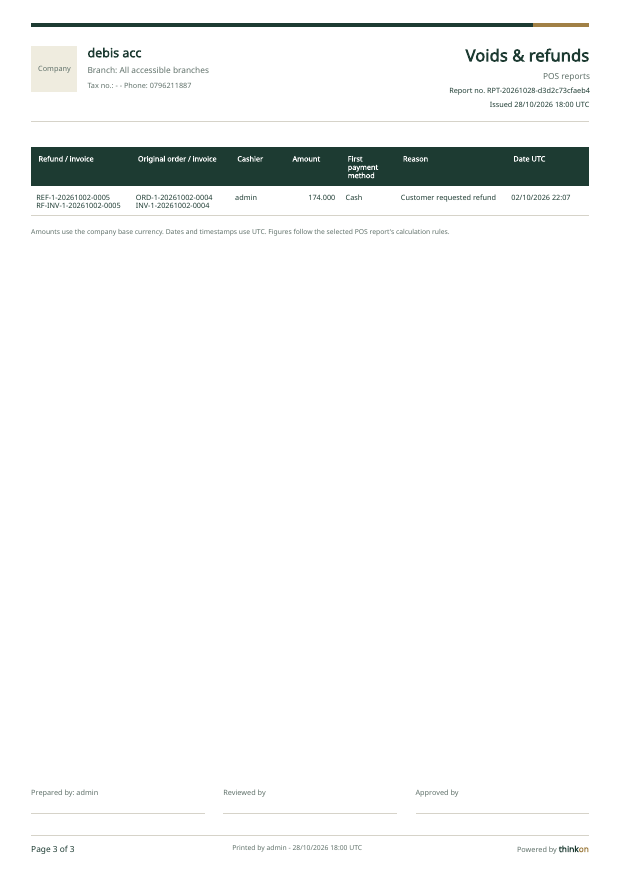 Company
debis acc
Branch: All accessible branches
Tax no.: - - Phone: 0796211887
Voids & refunds
POS reports
Report no. RPT-20261028-d3d2c73cfaeb4
Issued 28/10/2026 18:00 UTC
Refund / invoice Original order / invoice Cashier Amount First payment method Reason Date UTC
REF-1-20261002-0005 ORD-1-20261002-0004 admin 174.000 Cash Customer requested refund 02/10/2026 22:07
RF-INV-1-20261002-0005 INV-1-20261002-0004
Amounts use the company base currency. Dates and timestamps use UTC. Figures follow the selected POS report's calculation rules.
Prepared by: admin Reviewed by Approved by
Page 3 of 3 Printed by admin - 28/10/2026 18:00 UTC Powered by thinkon